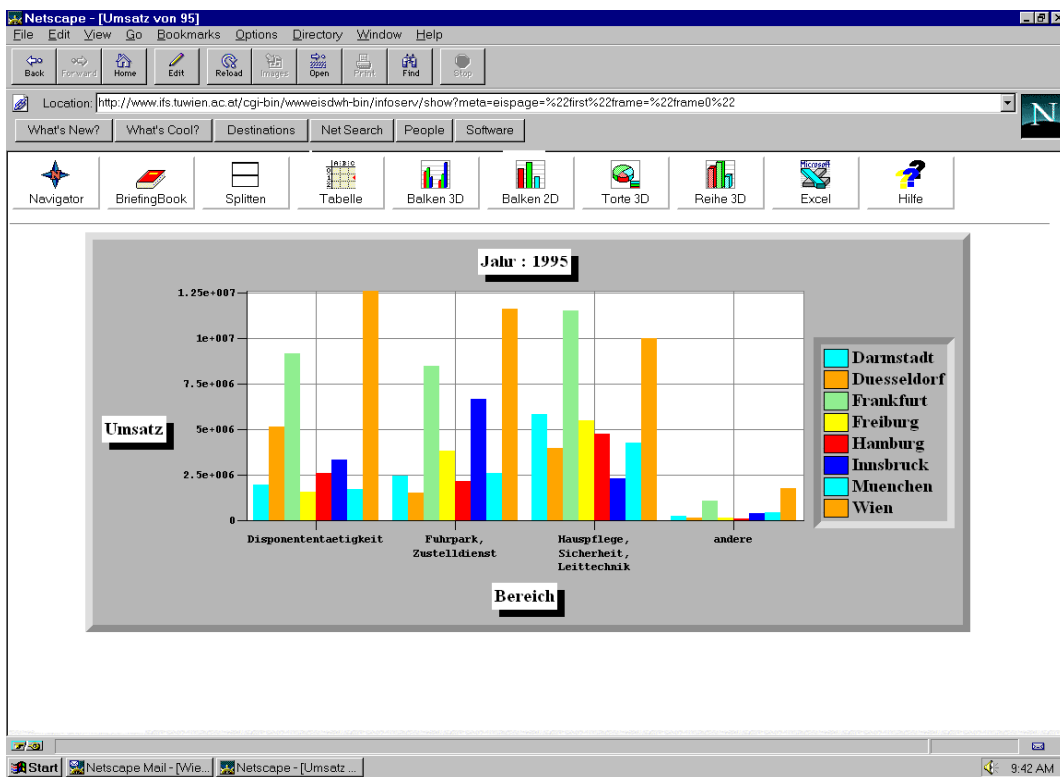 Netscape - [Umsatz von 95]
File Edit View Go Bookmarks Options Directory Window Help
Back Forward Home Edit Reload Images Open Print Find Stop
Location: http://www.ifs.tuwien.ac.at/cgi-bin/wwweisdwh-bin/infoserv/show?meta=eispage=%22first%22frame=%22frame0%22
N
What's New? What's Cool? Destinations Net Search People Software
Navigator BriefingBook Splitten Tabelle Balken 3D Balken 2D Torte 3D Reihe 3D Excel Hilfe
Jahr : 1995
1.25e+007
1e+007
7.5e+006
5e+006
2.5e+006
0
Umsatz
Disponententaetigkeit
Fuhrpark,
Zustelldienst
Hauspflege,
Sicherheit,
Leittechnik
andere
Bereich
Darmstadt
Duesseldorf
Frankfurt
Freiburg
Hamburg
Innsbruck
Muenchen
Wien
Start Netscape Mail - [Wie... Netscape - [Umsatz ... 9:42 AM